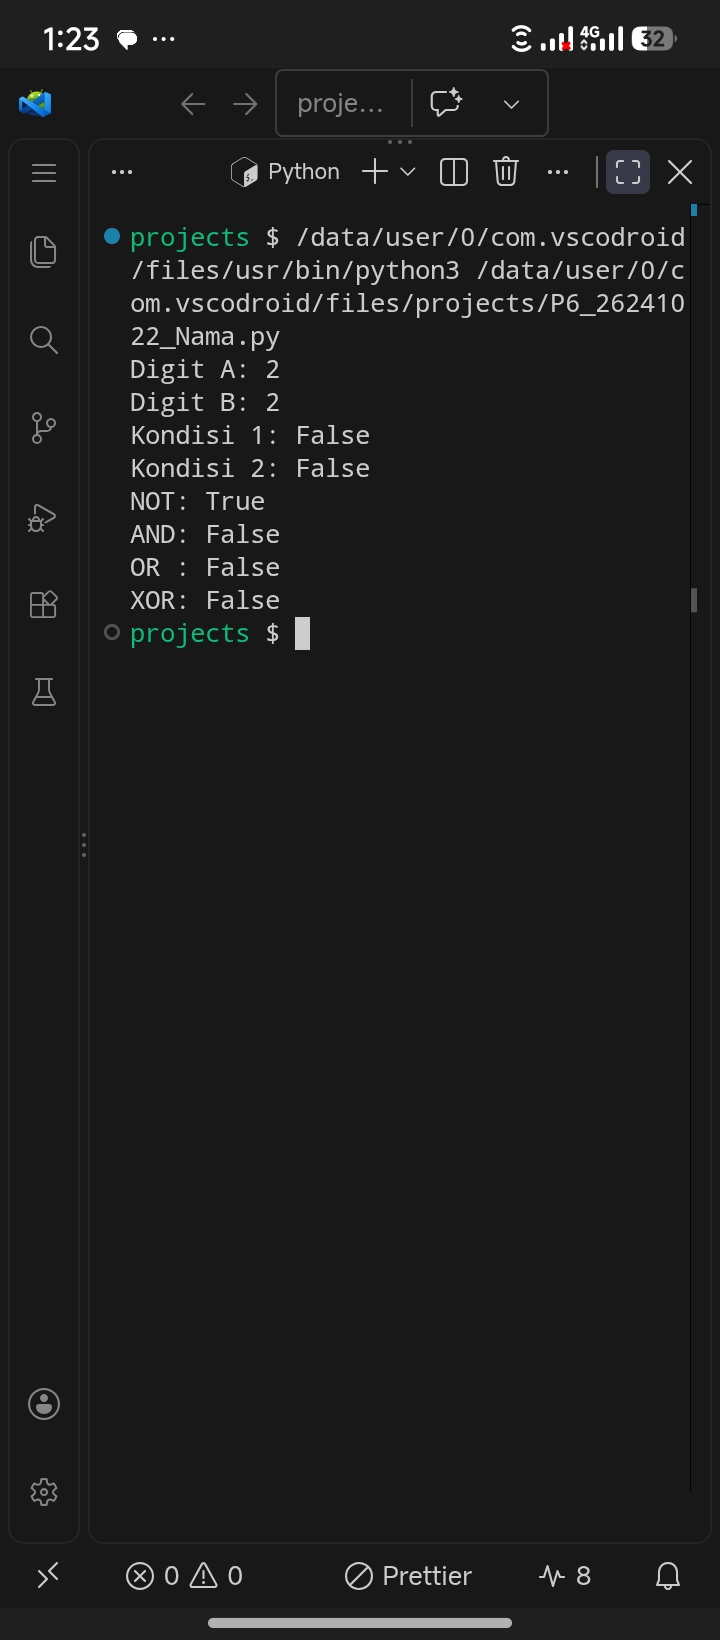 1:23
4G
32
proje...
Python
projects $ /data/user/0/com.vscodroid
/files/usr/bin/python3 /data/user/0/c
om.vscodroid/files/projects/P6_262410
22_Nama.py
Digit A: 2
Digit B: 2
Kondisi 1: False
Kondisi 2: False
NOT: True
AND: False
OR : False
XOR: False
projects $
0 0 Prettier 8